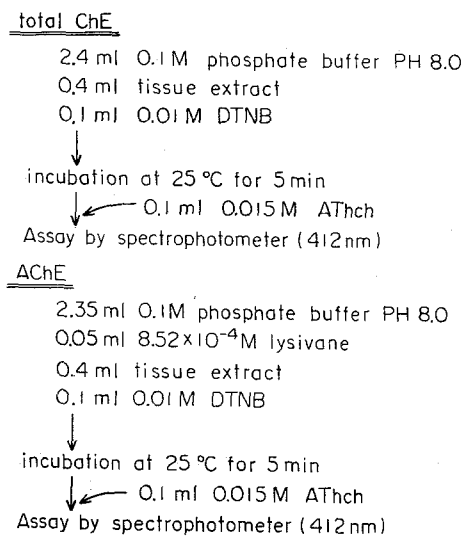 total ChE
2.4 ml 0.1M phosphate buffer PH 8.0
0.4 ml tissue extract
0.1 ml 0.01 M DTNB
incubation at 25 °C for 5 min
0.1 ml 0.015 M AThch
Assay by spectrophotometer (412 nm)
AChE
2.35 ml 0.1M phosphate buffer PH 8.0
0.05 ml 8.52×10⁻⁴M lysivane
0.4 ml tissue extract
0.1 ml 0.01 M DTNB
incubation at 25 °C for 5 min
0.1 ml 0.015 M AThch
Assay by spectrophotometer (412 nm)